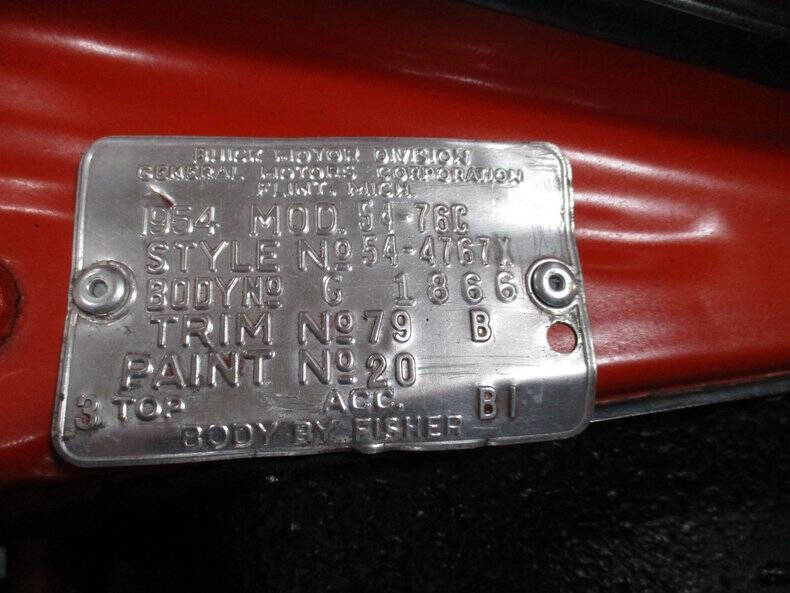 BUICK MOTOR DIVISION
GENERAL MOTORS CORPORATION
FLINT, MICH.
1954 MOD. 54-76C
STYLE No 54-4767X
BODY No G 1866
TRIM No 79 B
PAINT No 20
3 TOP ACC. B1
BODY BY FISHER